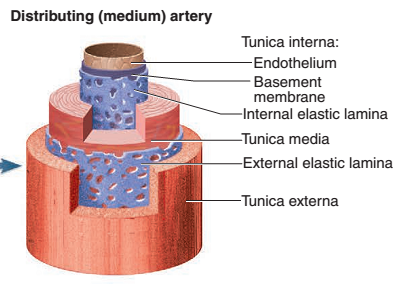 Distributing (medium) artery
Tunica interna:
Endothelium
Basement
membrane
Internal elastic lamina
Tunica media
External elastic lamina
Tunica externa